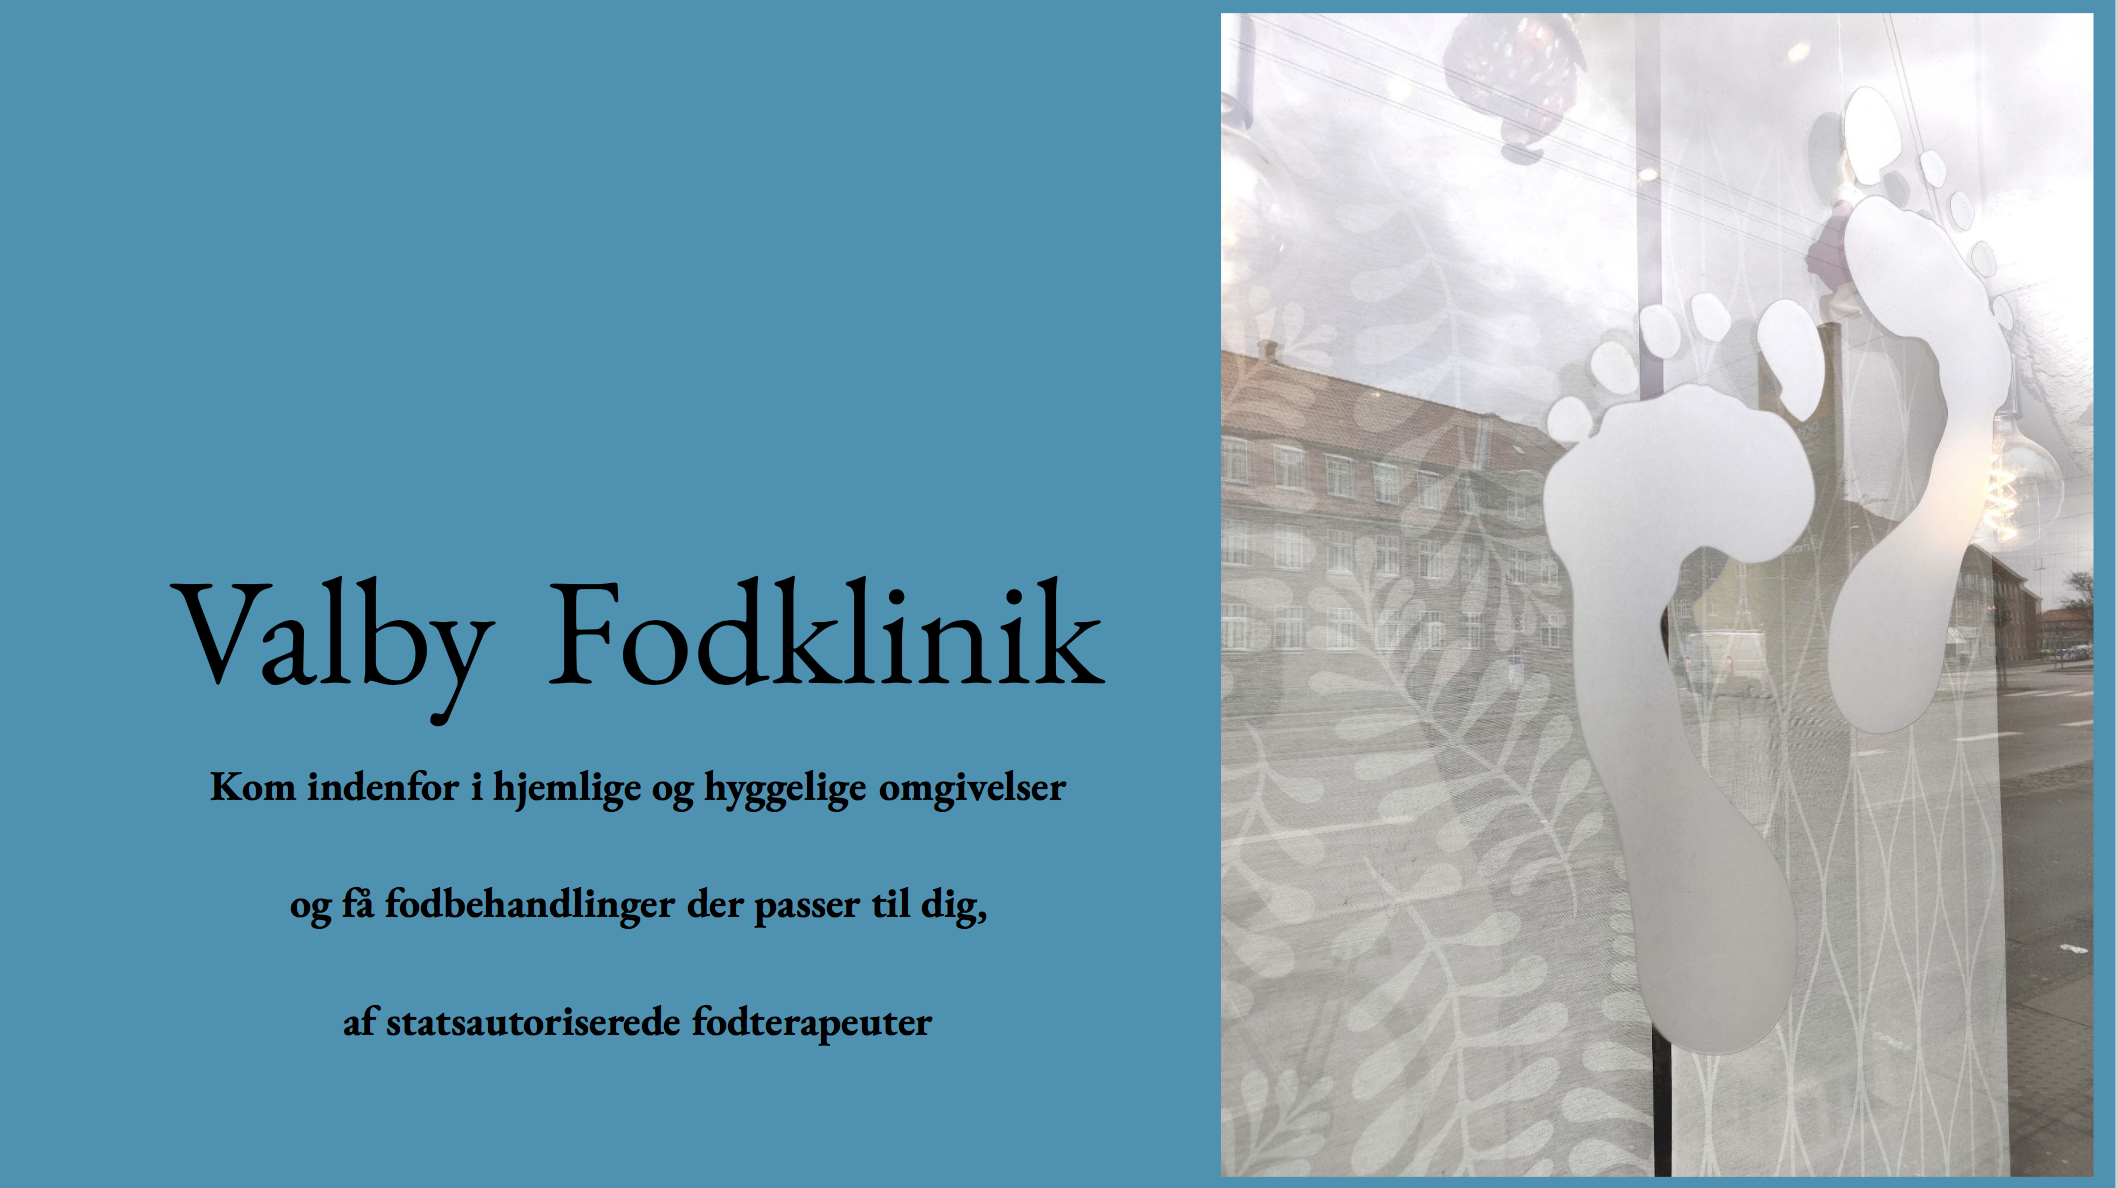 Valby Fodklinik
Kom indenfor i hjemlige og hyggelige omgivelser
og få fodbehandlinger der passer til dig,
af statsautoriserede fodterapeuter